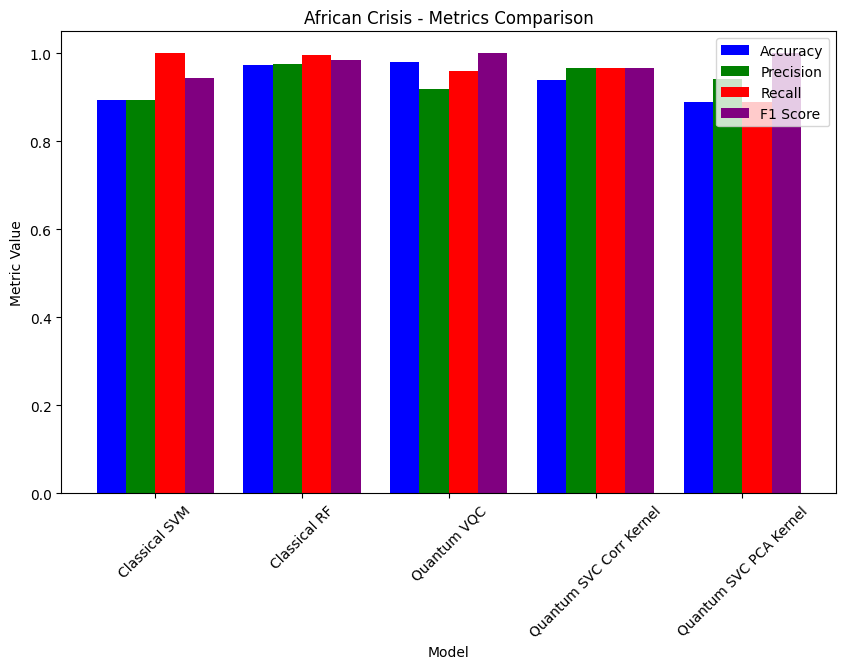 African Crisis - Metrics Comparison
Accuracy
Precision
Recall
F1 Score
Metric Value
1.0
0.8
0.6
0.4
0.2
0.0
Classical SVM
Classical RF
Quantum VQC
Quantum SVC Corr Kernel
Quantum SVC PCA Kernel
Model